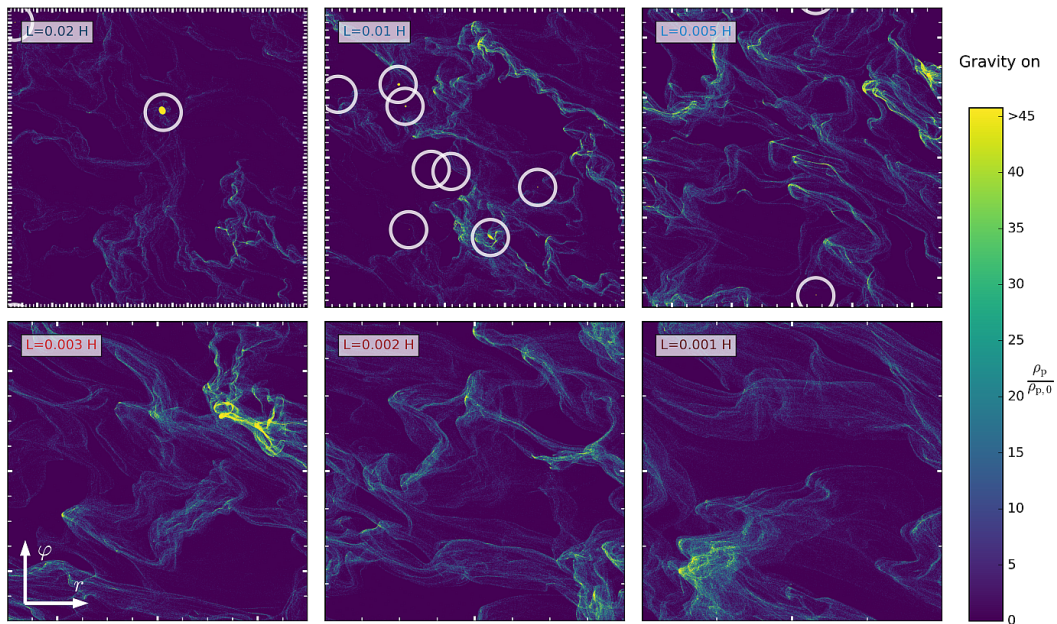 L=0.02 H
L=0.01 H
L=0.005 H
Gravity on
>45
40
35
30
25
20
15
10
5
0
ρp
ρp,0
L=0.003 H
L=0.002 H
L=0.001 H
φ
r